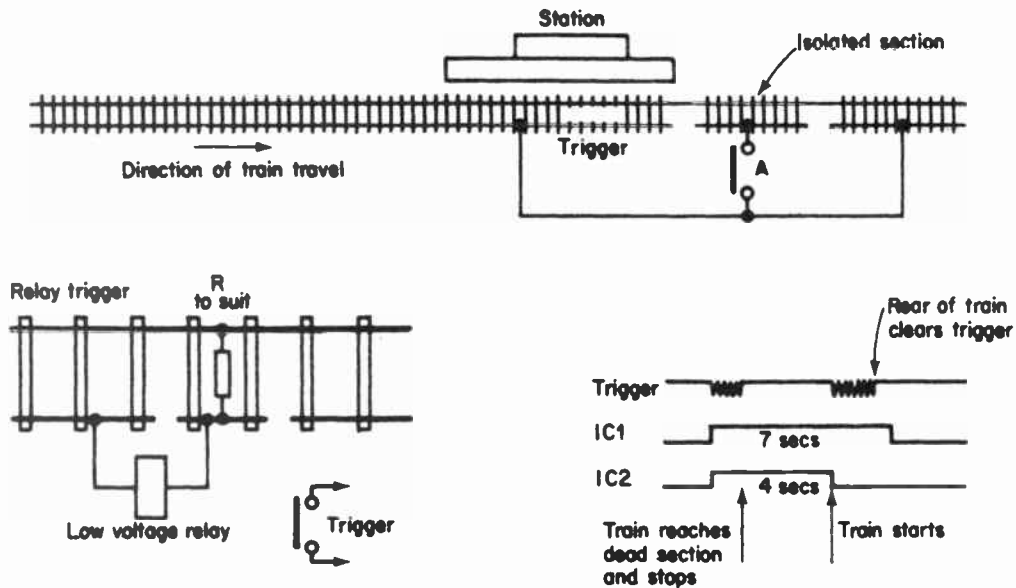 Station
Isolated section
Trigger
A
Direction of train travel
Relay trigger
R
to suit
Low voltage relay
Trigger
Rear of train
clears trigger
Trigger
IC1
7 secs
IC2
4 secs
Train reaches
dead section
and stops
Train starts